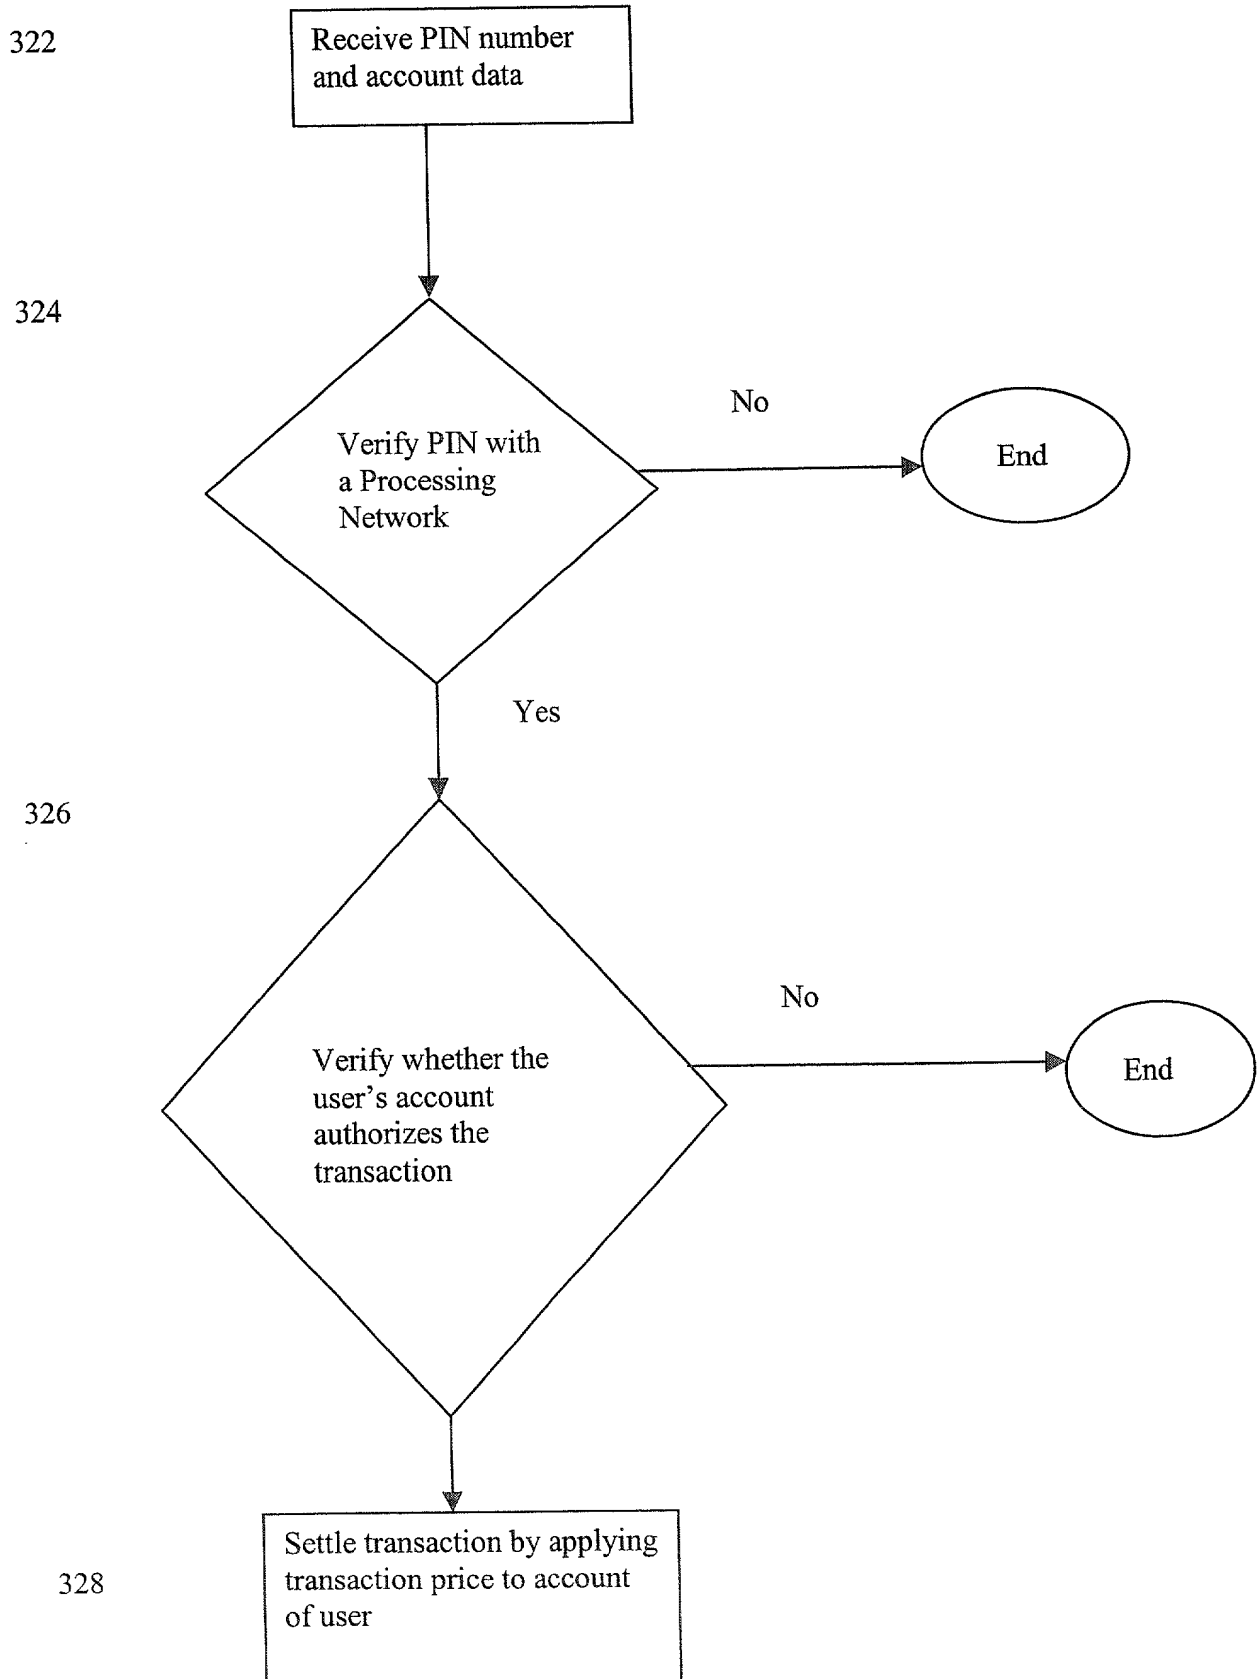 322
Receive PIN number
and account data
324
No
Verify PIN with
a Processing
Network
End
Yes
326
No
Verify whether the
user's account
authorizes the
transaction
End
Settle transaction by applying
transaction price to account
of user
328